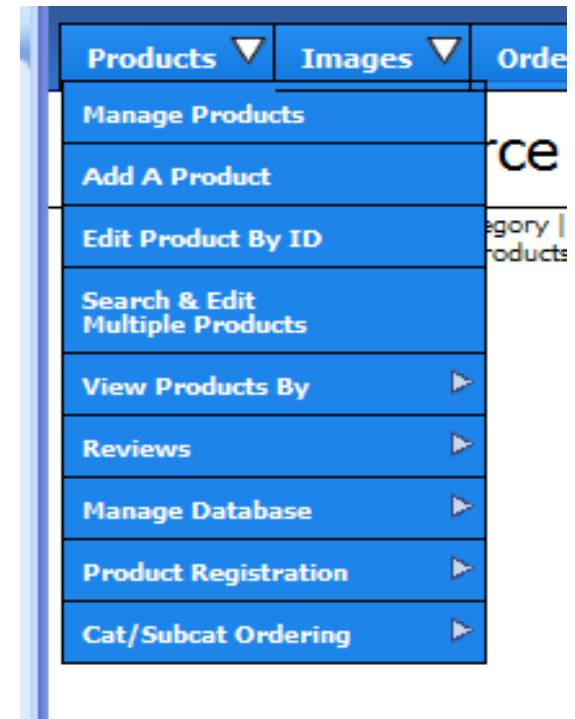 Products Images Orde
Manage Products
rce
Add A Product
egory |
Edit Product By ID
roducts
Search & Edit
Multiple Products
View Products By
Reviews
Manage Database
Product Registration
Cat/Subcat Ordering